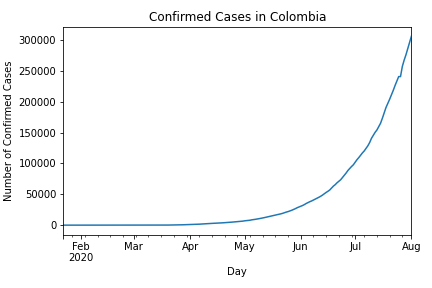 Confirmed Cases in Colombia
300000
250000
200000
150000
100000
50000
0
Number of Confirmed Cases
Feb Mar Apr May Jun Jul Aug
2020
Day